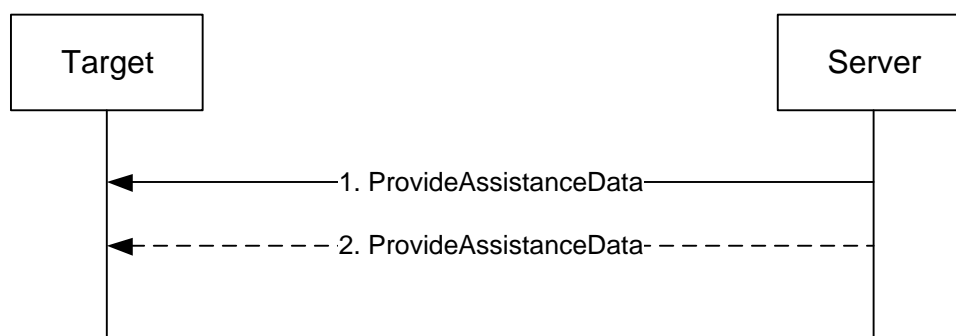 Target
Server
1. ProvideAssistanceData
2. ProvideAssistanceData